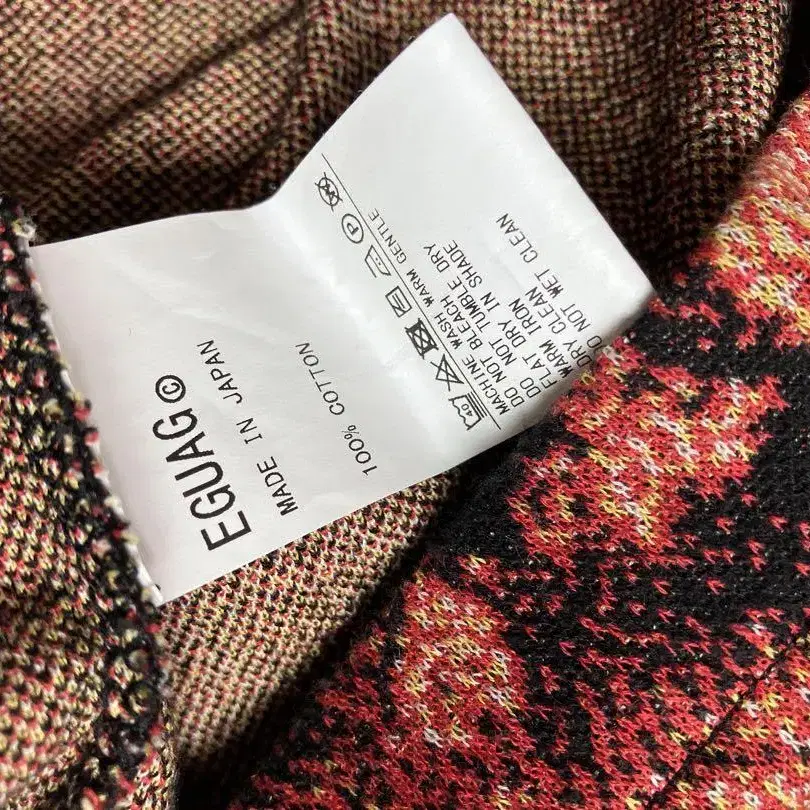 EGUAG©
MADE IN JAPAN
100% COTTON
40
P
W
MACHINE WASH WARM GENTLE
DO NOT BLEACH
DO NOT TUMBLE DRY
FLAT DRY IN SHADE
WARM IRON
DRY CLEAN
DO NOT WET CLEAN